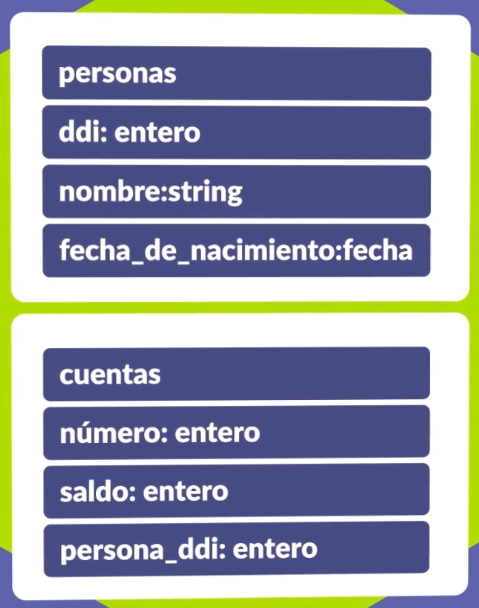 personas
ddi: entero
nombre:string
fecha_de_nacimiento:fecha
cuentas
número: entero
saldo: entero
persona_ddi: entero